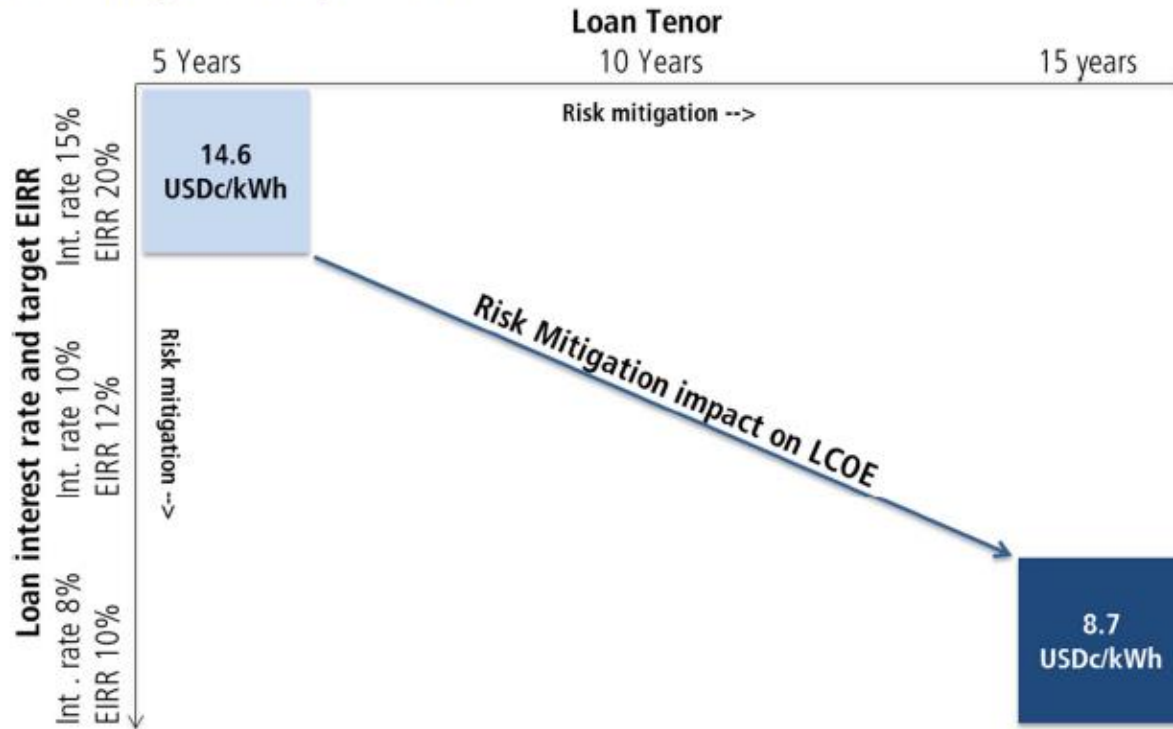 Loan Tenor
5 Years
10 Years
15 years
Risk mitigation -->
Loan interest rate and target EIRR
Int. rate 15%
EIRR 20%
14.6
USDc/kWh
Risk mitigation -->
Int. rate 10%
EIRR 12%
Risk Mitigation impact on LCOE
Int . rate 8%
EIRR 10%
8.7
USDc/kWh